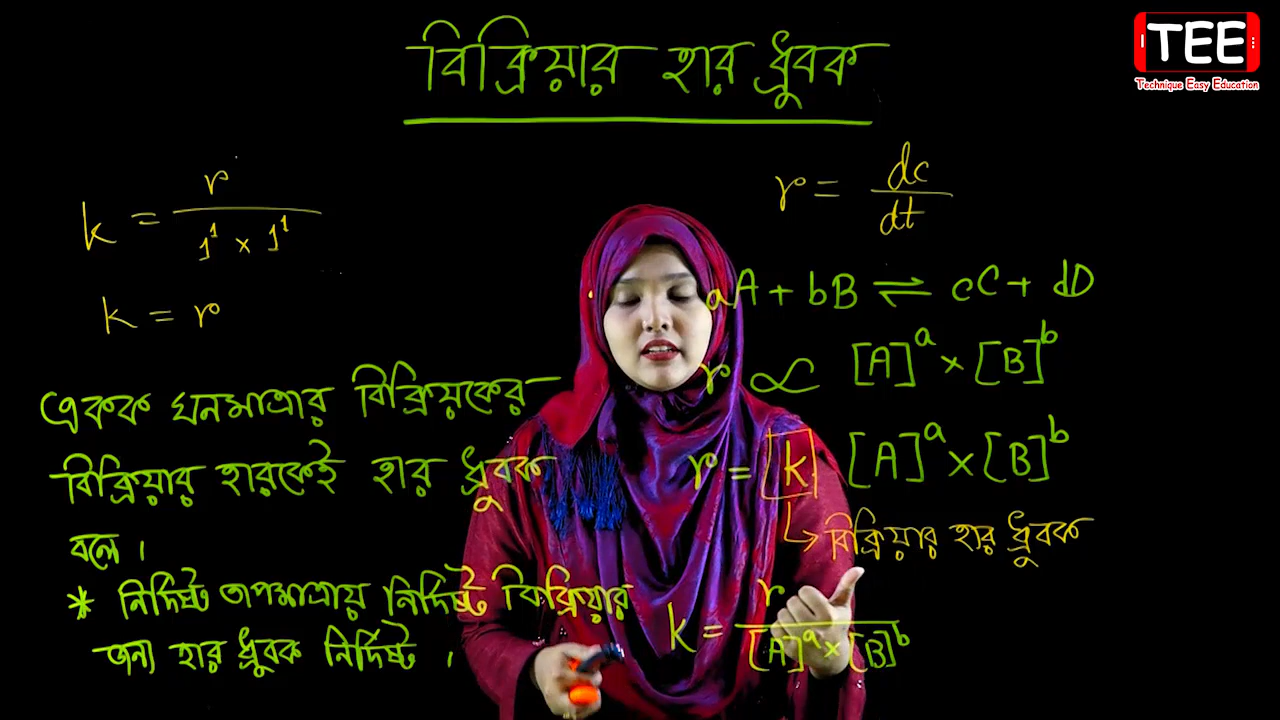 বিক্রিয়ার হার ধ্রুবক
TEE
Technique Easy Education
k = r / 1¹ × 1¹
k = r
একক ঘনমাত্রার বিক্রিয়কের
বিক্রিয়ার হারকেই হার ধ্রুবক
বলে ।
* নির্দিষ্ট তাপমাত্রায় নির্দিষ্ট বিক্রিয়ার
জন্য হার ধ্রুবক নির্দিষ্ট ।
r = dc / dt
aA + bB ⇌ cC + dD
r ∝ [A]ᵃ × [B]ᵇ
r = k [A]ᵃ × [B]ᵇ
↳ বিক্রিয়ার হার ধ্রুবক
k = r / [A]ᵃ × [B]ᵇ